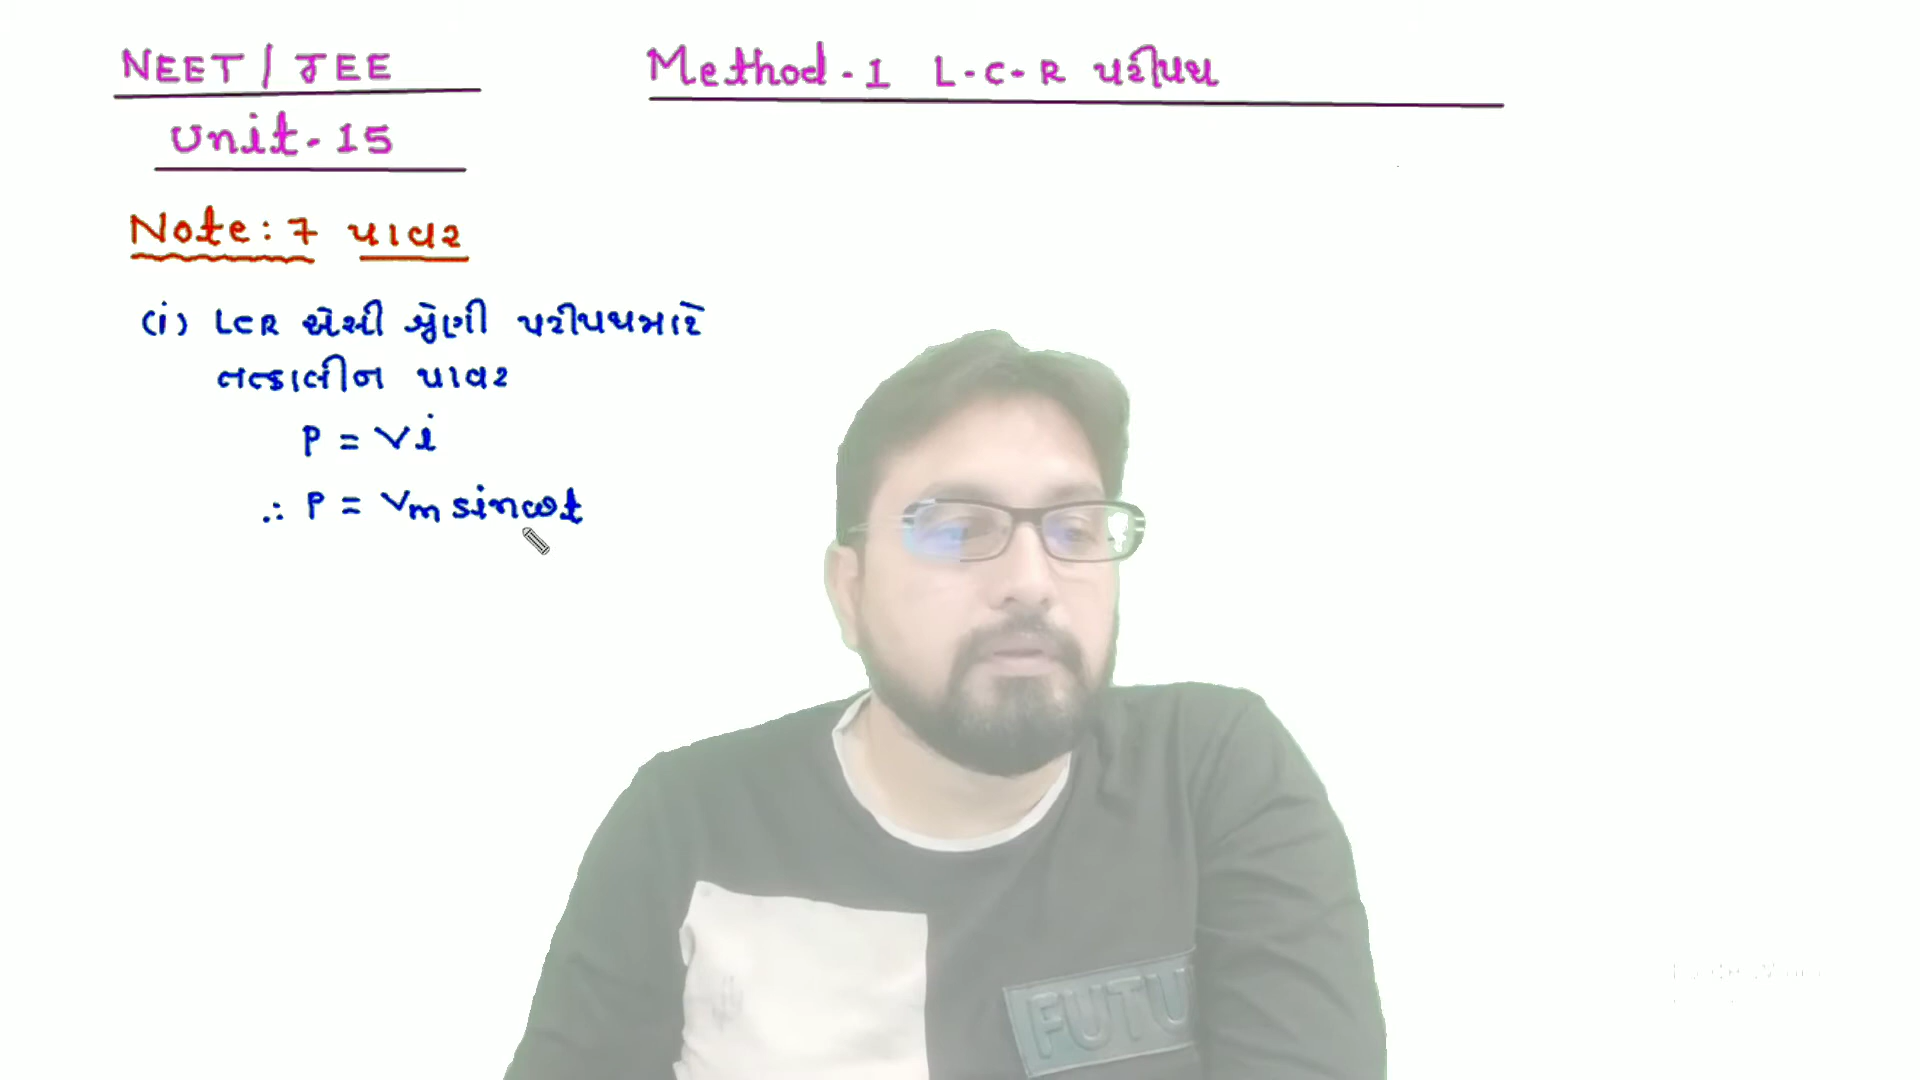 NEET / JEE
Method - 1 L-C-R પરીપથ
Unit - 15
Note: 7 પાવર
(i) LCR એસી શ્રેણી પરીપથમાટે
તત્કાલીન પાવર
P = Vi
∴ P = Vm sinωt
FUTU